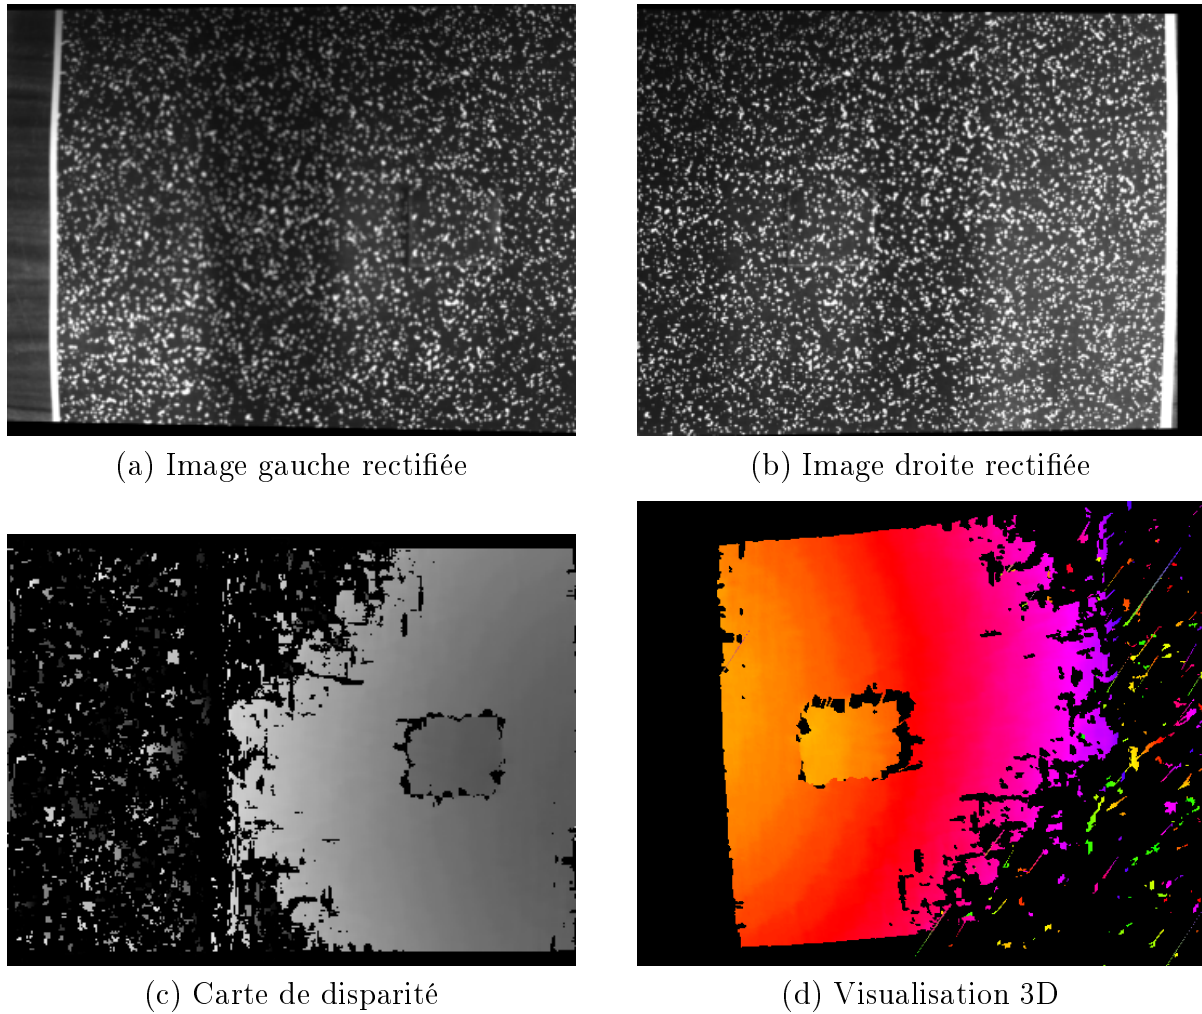 (a) Image gauche rectifiée
(b) Image droite rectifiée
(c) Carte de disparité
(d) Visualisation 3D